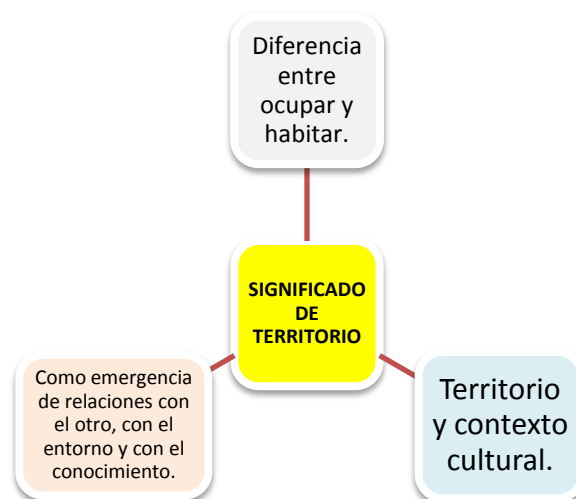 Diferencia
entre
ocupar y
habitar.
SIGNIFICADO
DE
TERRITORIO
Como emergencia
de relaciones con
el otro, con el
entorno y con el
conocimiento.
Territorio
y contexto
cultural.